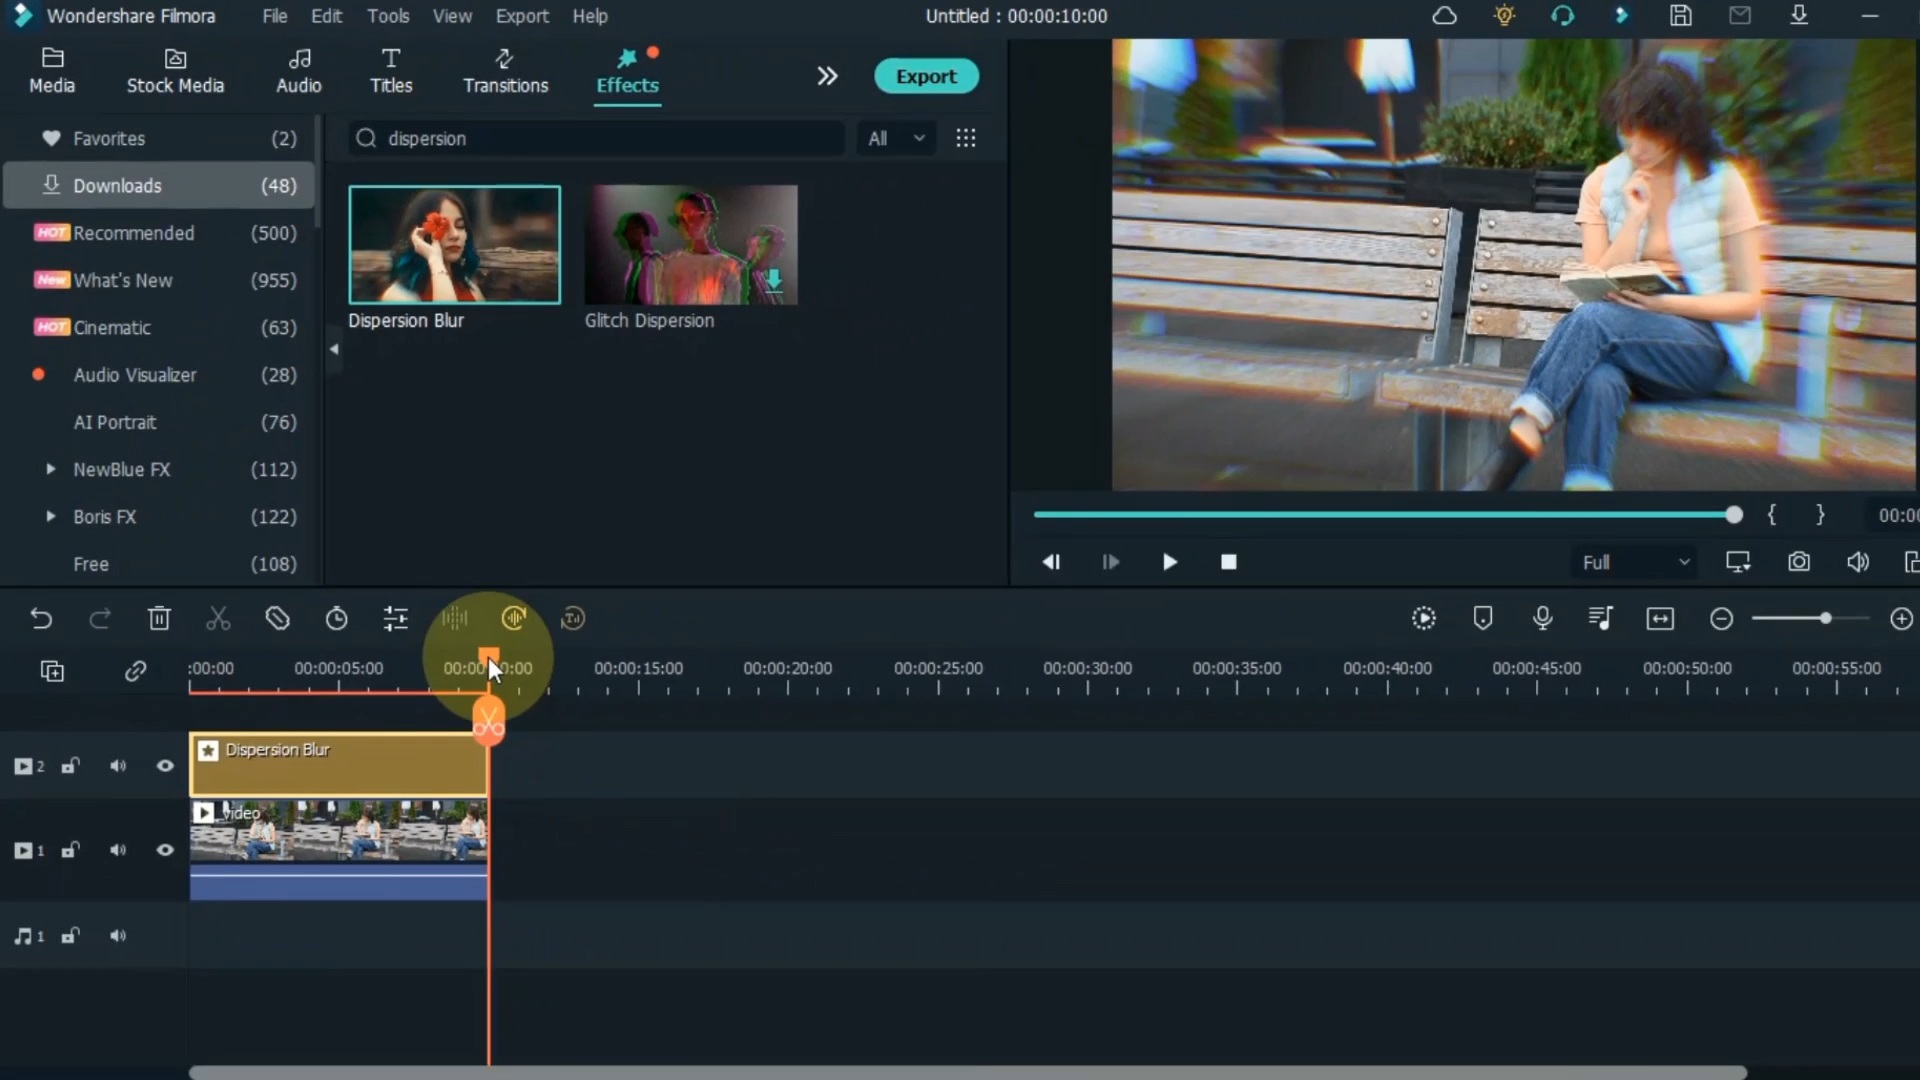 Wondershare Filmora File Edit Tools View Export Help Untitled : 00:00:10:00
Media Stock Media Audio Titles Transitions Effects Export
Favorites (2)
Downloads (48)
HOT Recommended (500)
New What's New (955)
HOT Cinematic (63)
Audio Visualizer (28)
AI Portrait (76)
NewBlue FX (112)
Boris FX (122)
Free (108)
dispersion All
Dispersion Blur Glitch Dispersion
{ } 00:00
Full
:00:00 00:00:05:00 00:00:15:00 00:00:20:00 00:00:25:00 00:00:30:00 00:00:35:00 00:00:40:00 00:00:45:00 00:00:50:00 00:00:55:00
2 Dispersion Blur
1 video
1